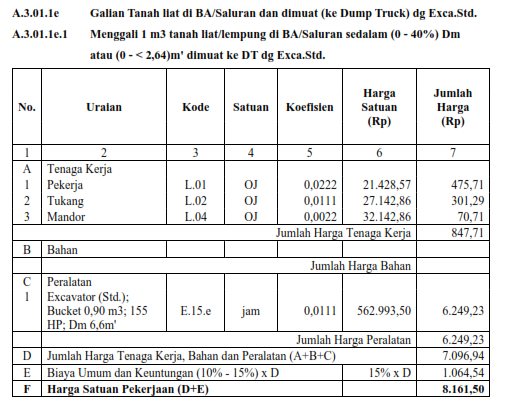 A.3.01.1e Galian Tanah liat di BA/Saluran dan dimuat (ke Dump Truck) dg Exca.Std.
A.3.01.1e.1 Menggali 1 m3 tanah liat/lempung di BA/Saluran sedalam (0 - 40%) Dm
atau (0 - < 2,64)m' dimuat ke DT dg Exca.Std.
No. Uraian Kode Satuan Koefisien Harga Satuan (Rp) Jumlah Harga (Rp)
1 2 3 4 5 6 7
A Tenaga Kerja
1 Pekerja L.01 OJ 0,0222 21.428,57 475,71
2 Tukang L.02 OJ 0,0111 27.142,86 301,29
3 Mandor L.04 OJ 0,0022 32.142,86 70,71
Jumlah Harga Tenaga Kerja 847,71
B Bahan
Jumlah Harga Bahan
C Peralatan
1 Excavator (Std.);
Bucket 0,90 m3; 155 E.15.e jam 0,0111 562.993,50 6.249,23
HP; Dm 6,6m'
Jumlah Harga Peralatan 6.249,23
D Jumlah Harga Tenaga Kerja, Bahan dan Peralatan (A+B+C) 7.096,94
E Biaya Umum dan Keuntungan (10% - 15%) x D 15% x D 1.064,54
F Harga Satuan Pekerjaan (D+E) 8.161,50